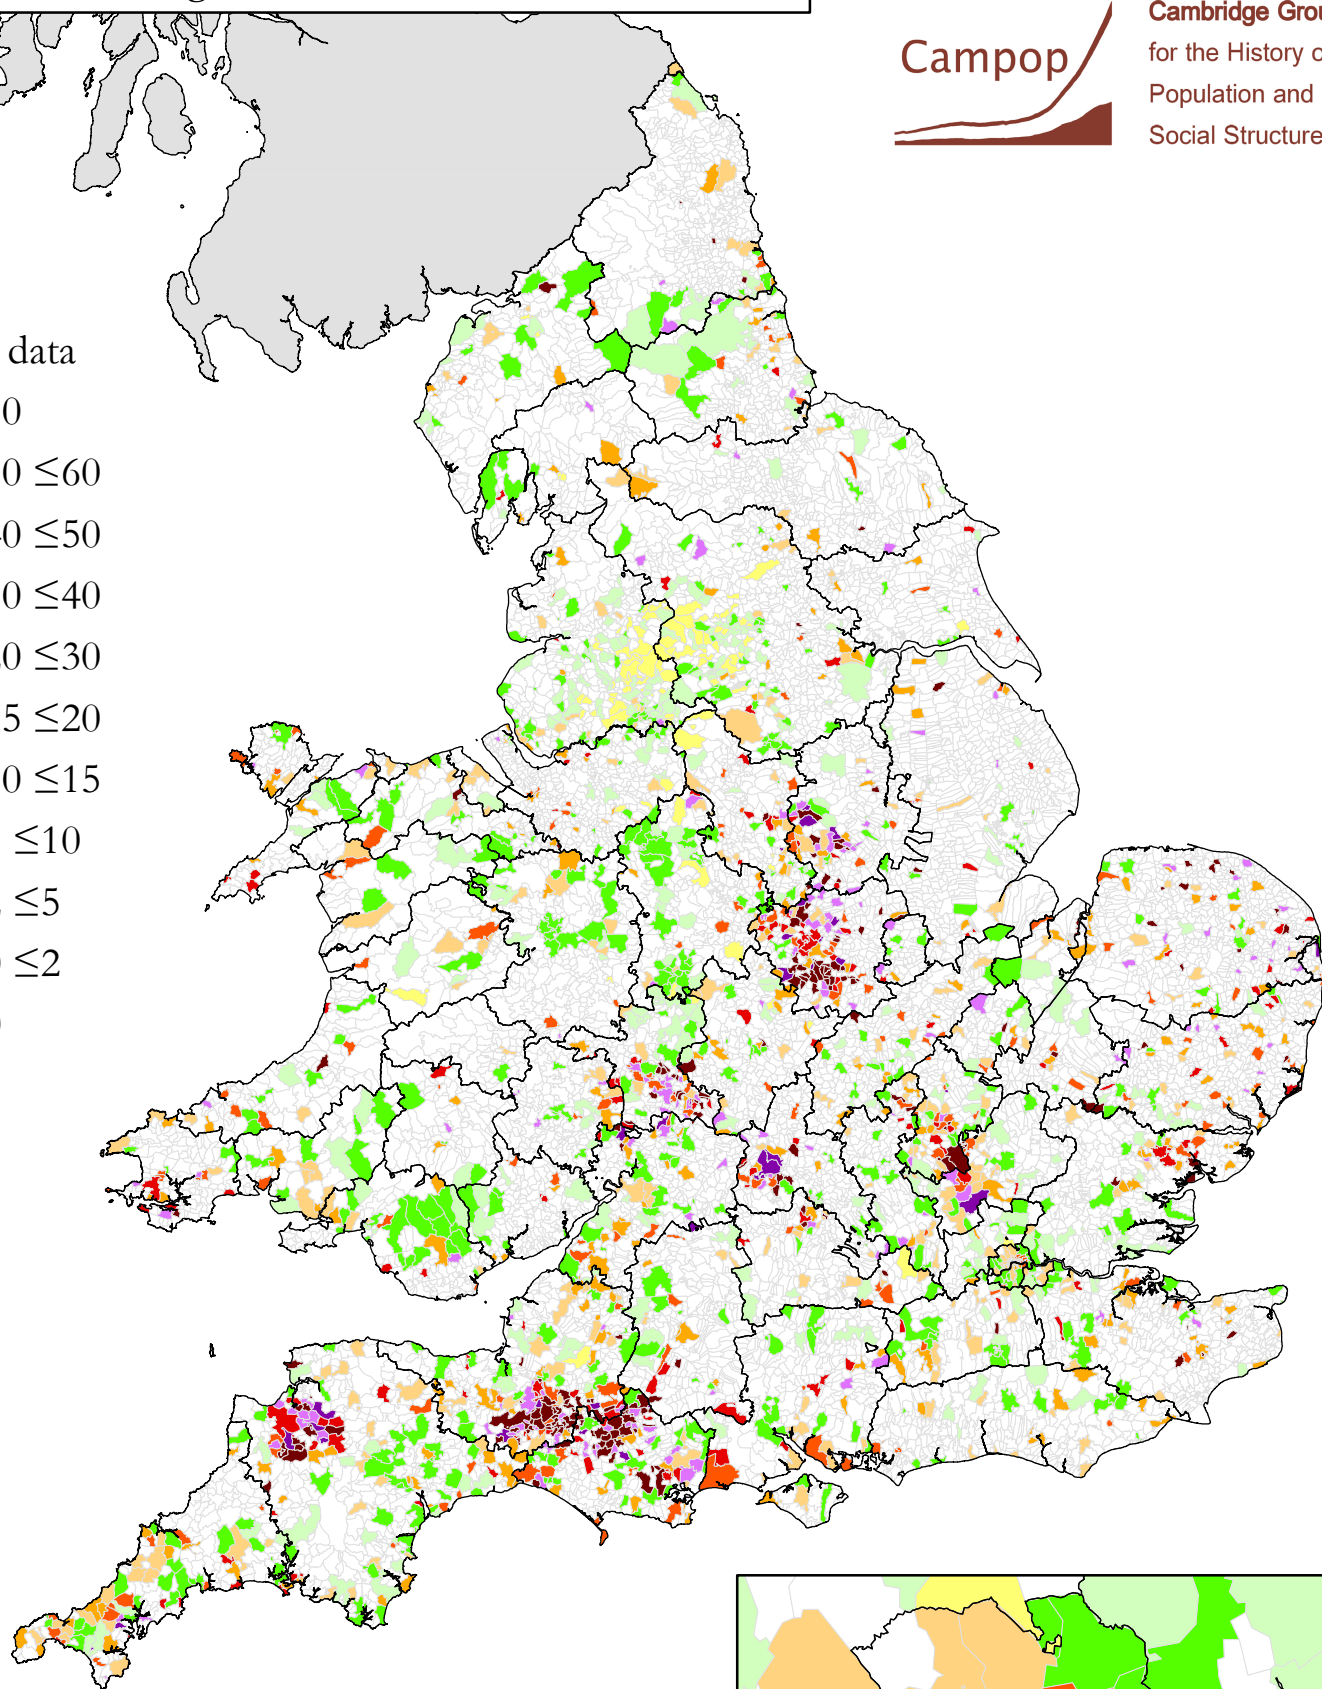 Campop
Cambridge Grou
for the History o
Population and
Social Structure
data
0
0 ≤60
0 ≤50
0 ≤40
0 ≤30
5 ≤20
0 ≤15
≤10
≤5
≤2